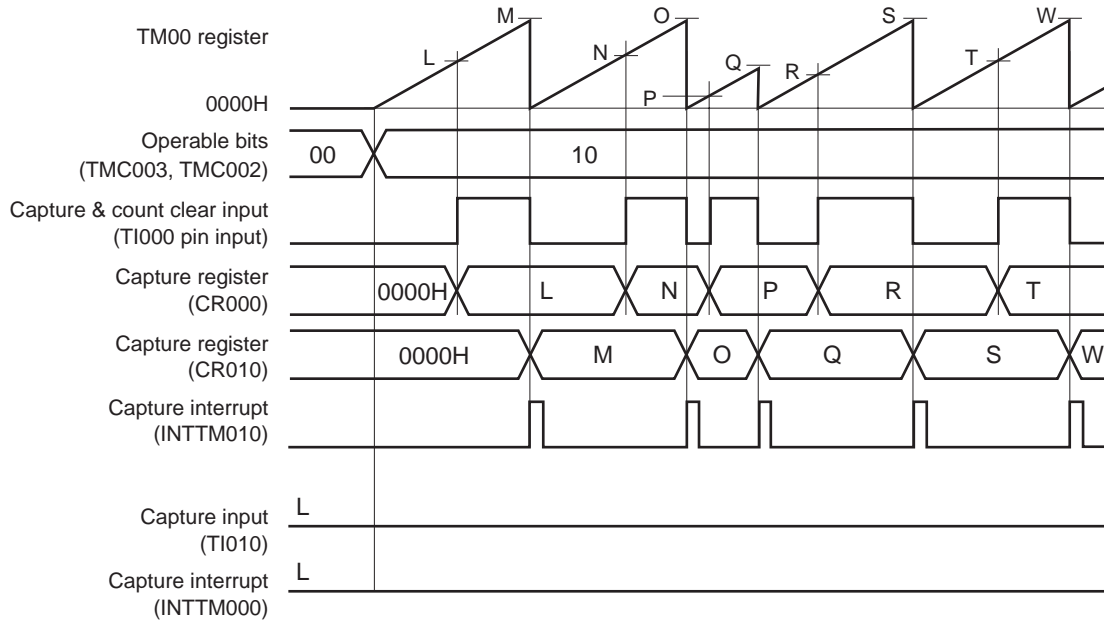 TM00 register
0000H
L
M
N
O
P
Q
R
S
T
W
Operable bits
(TMC003, TMC002)
00
10
Capture & count clear input
(TI000 pin input)
Capture register
(CR000)
0000H
L
N
P
R
T
Capture register
(CR010)
0000H
M
O
Q
S
W
Capture interrupt
(INTTM010)
Capture input
(TI010)
L
Capture interrupt
(INTTM000)
L